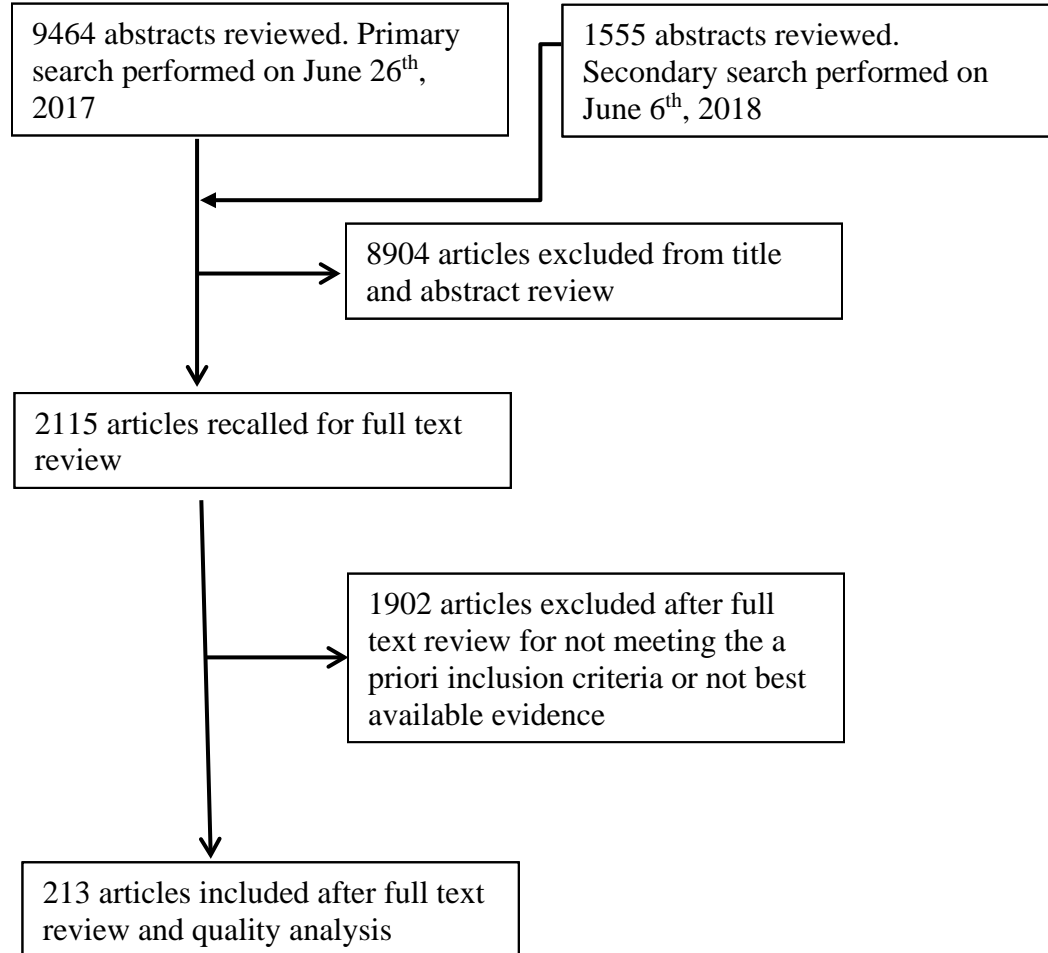 9464 abstracts reviewed. Primary
search performed on June 26th,
2017
1555 abstracts reviewed.
Secondary search performed on
June 6th, 2018
8904 articles excluded from title
and abstract review
2115 articles recalled for full text
review
1902 articles excluded after full
text review for not meeting the a
priori inclusion criteria or not best
available evidence
213 articles included after full text
review and quality analysis